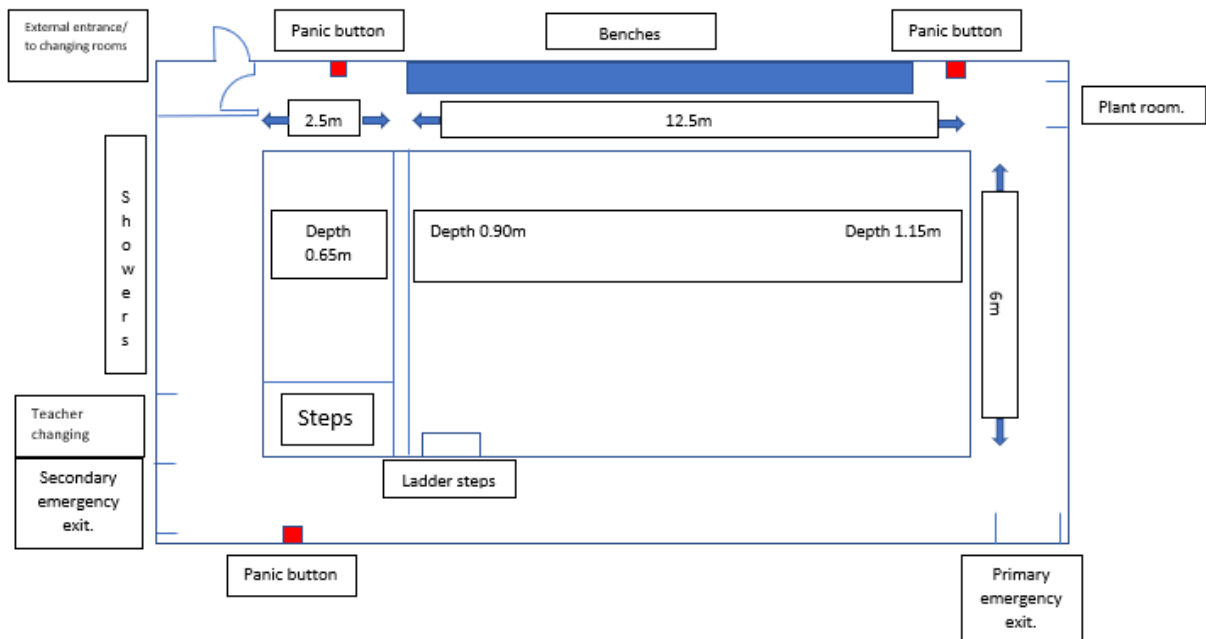 External entrance/
to changing rooms
Panic button
Benches
Panic button
Plant room.
2.5m
12.5m
S
h
o
w
e
r
s
Depth
0.65m
Depth 0.90m
Depth 1.15m
6m
Teacher
changing
Steps
Secondary
emergency
exit.
Ladder steps
Panic button
Primary
emergency
exit.